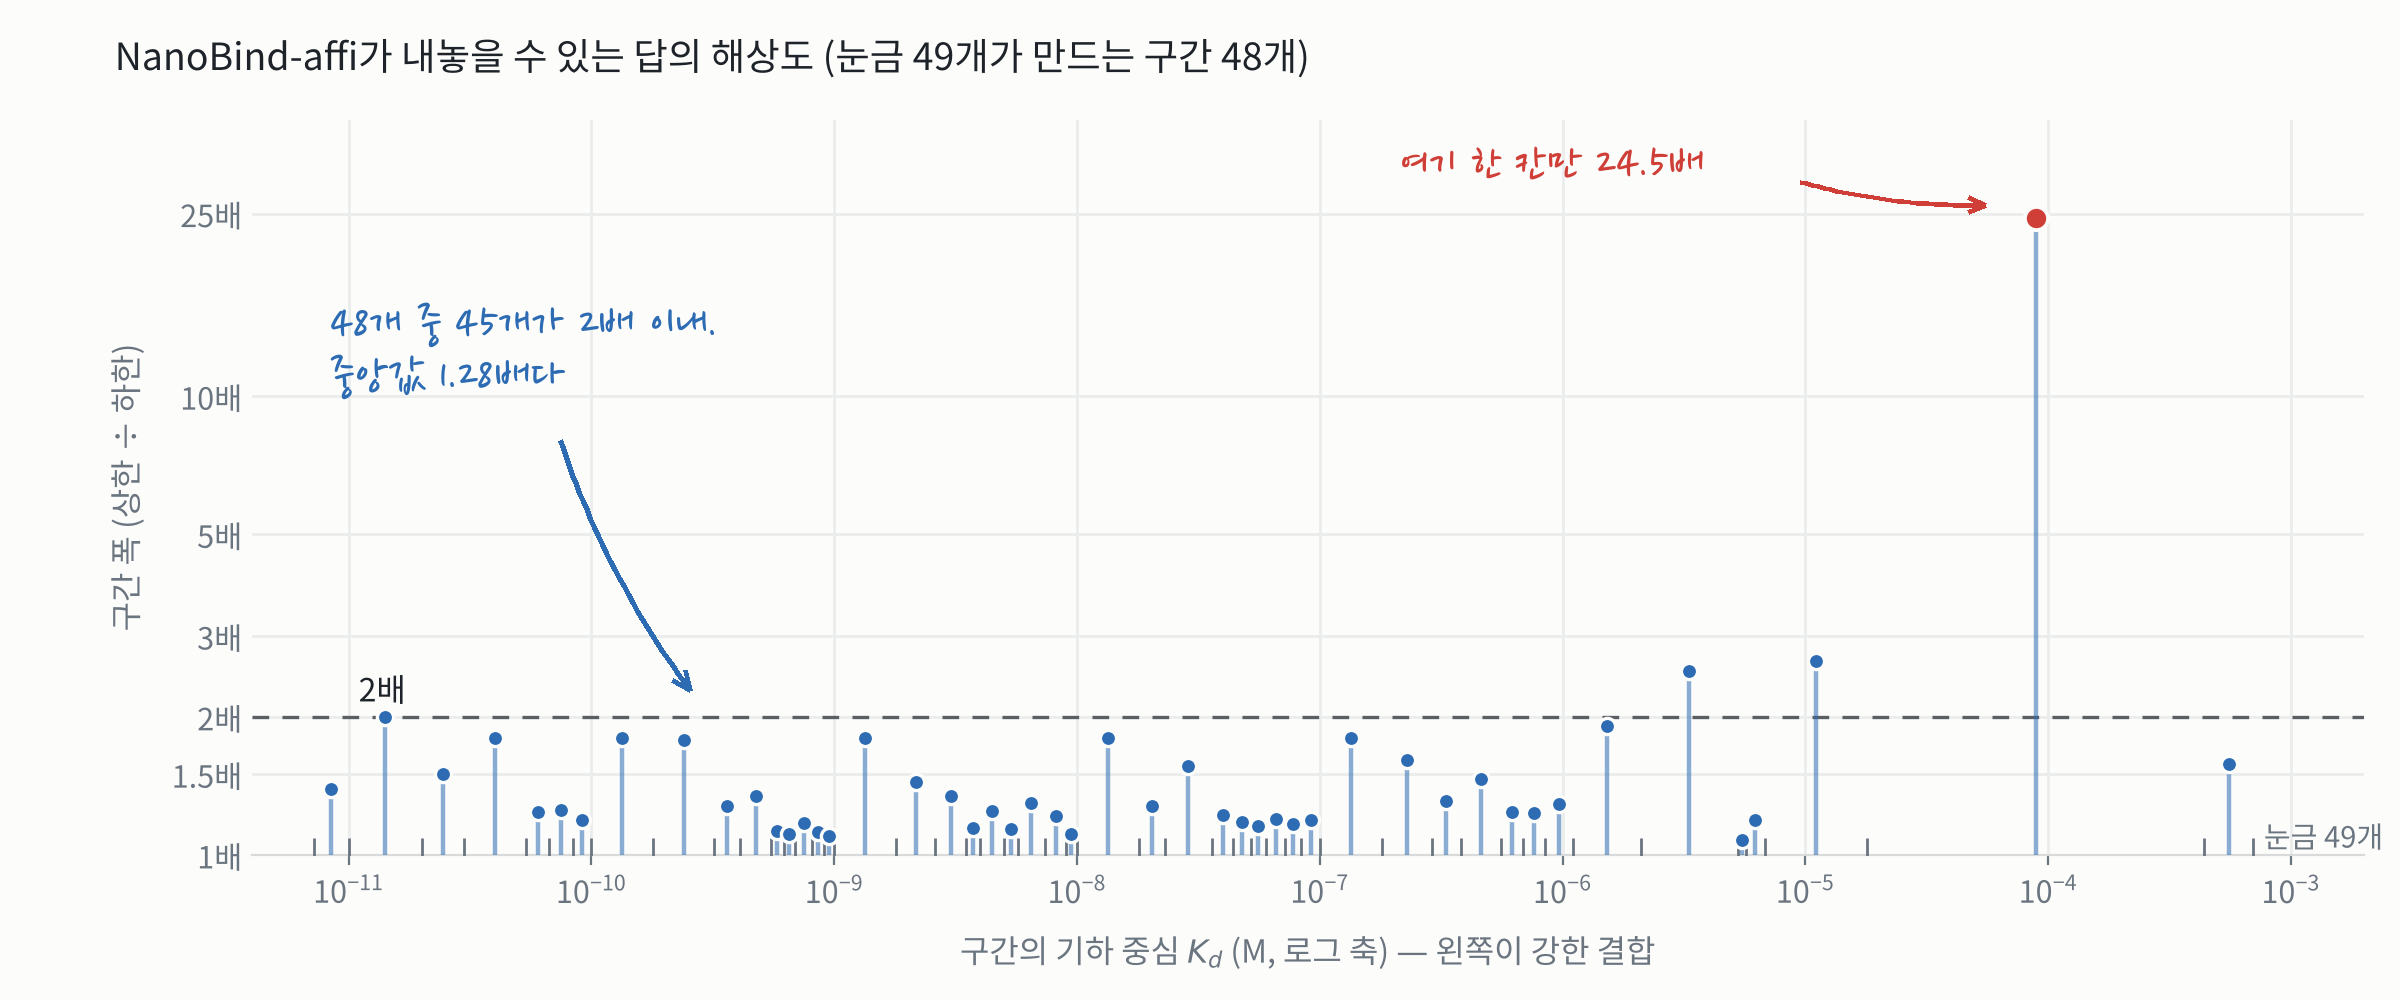 NanoBind-affi가 내놓을 수 있는 답의 해상도 (눈금 49개가 만드는 구간 48개)
여기 한 칸만 24.5배
48개 중 45개가 2배 이내.
중앙값 1.28배다
구간 폭 (상한 ÷ 하한)
25배
10배
5배
3배
2배
1.5배
1배
2배
눈금 49개
10⁻¹¹ 10⁻¹⁰ 10⁻⁹ 10⁻⁸ 10⁻⁷ 10⁻⁶ 10⁻⁵ 10⁻⁴ 10⁻³
구간의 기하 중심 K_d (M, 로그 축) — 왼쪽이 강한 결합